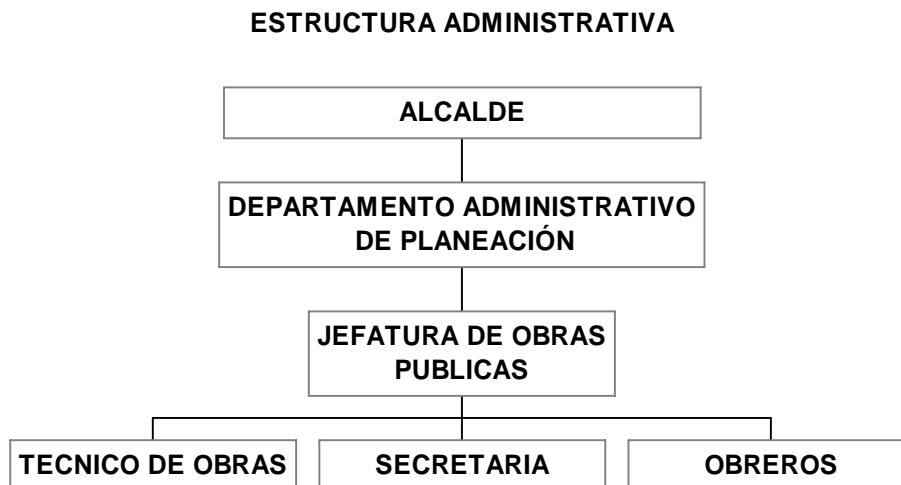 ESTRUCTURA ADMINISTRATIVA
ALCALDE
DEPARTAMENTO ADMINISTRATIVO
DE PLANEACIÓN
JEFATURA DE OBRAS
PUBLICAS
TECNICO DE OBRAS
SECRETARIA
OBREROS